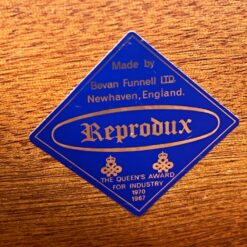 Made by
Bevan Funnell LTD.
Newhaven, England.
Reprodux
THE QUEEN'S AWARD
FOR INDUSTRY
1970
1967